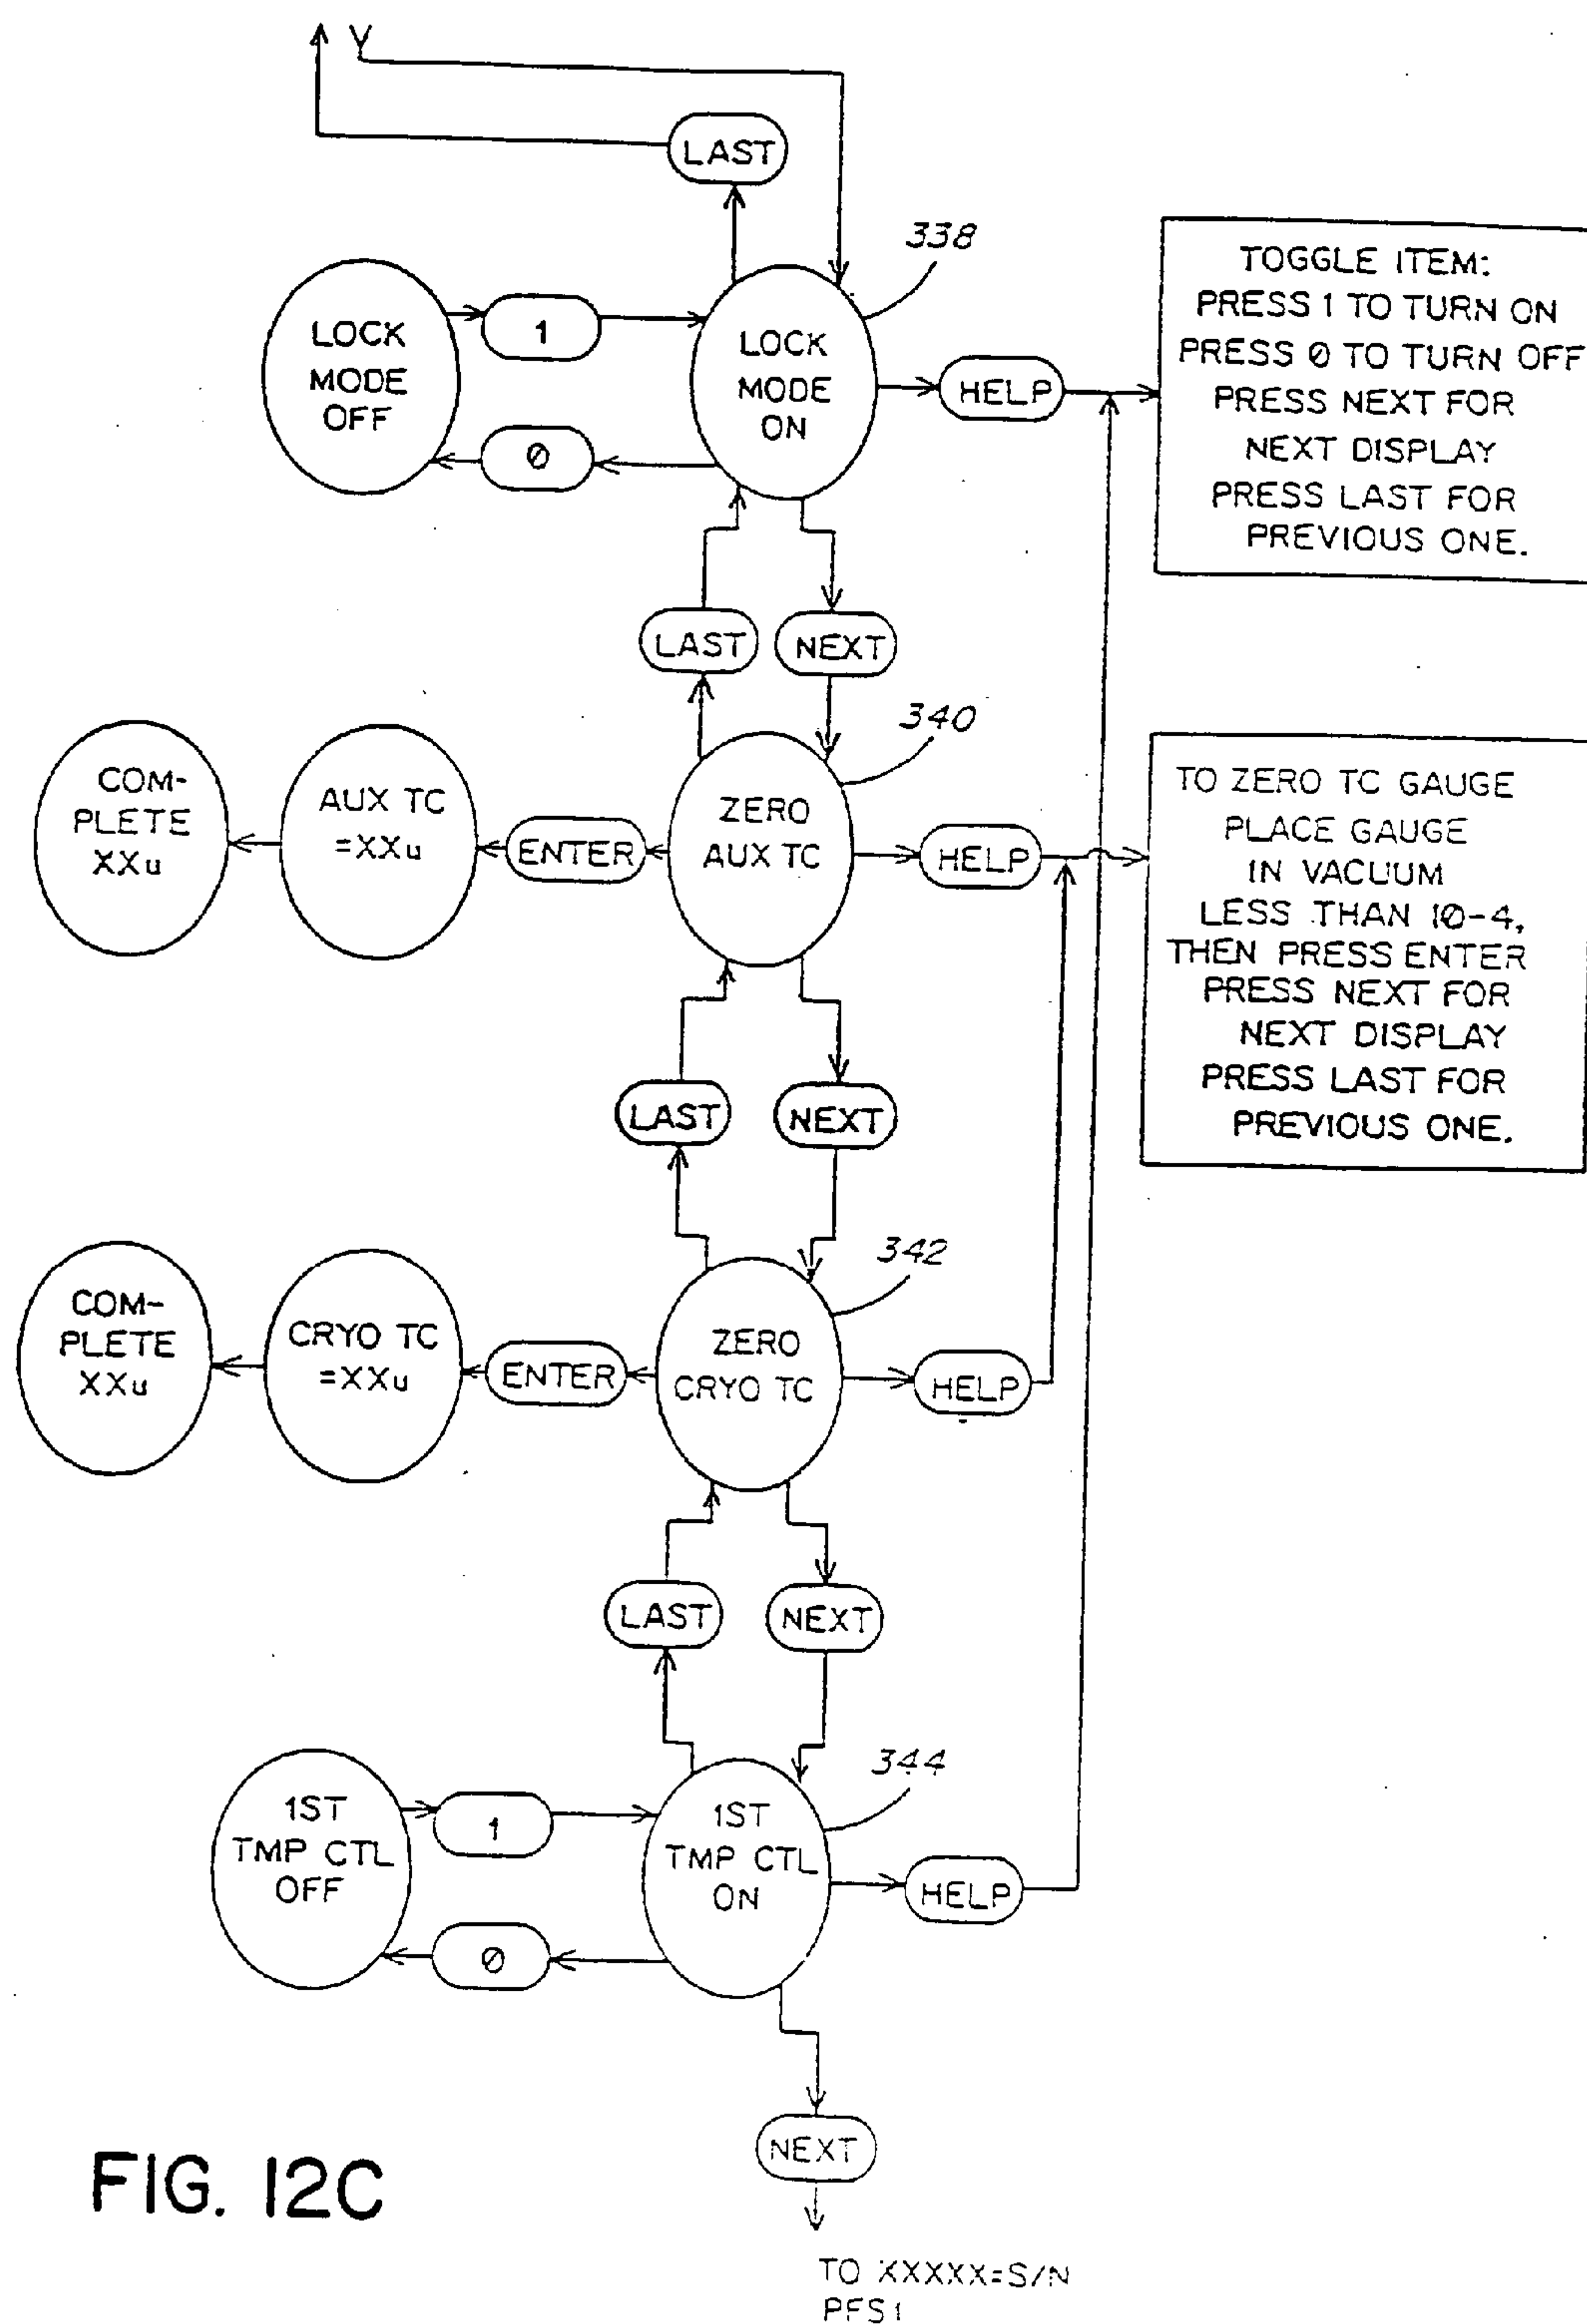 LAST
338
LOCK
MODE
OFF
1
0
LOCK
MODE
ON
HELP
TOGGLE ITEM:
PRESS 1 TO TURN ON
PRESS 0 TO TURN OFF
PRESS NEXT FOR
NEXT DISPLAY
PRESS LAST FOR
PREVIOUS ONE.
LAST
NEXT
340
COM-
PLETE
XXu
AUX TC
=XXu
ENTER
ZERO
AUX TC
HELP
TO ZERO TC GAUGE
PLACE GAUGE
IN VACUUM
LESS THAN 10-4,
THEN PRESS ENTER
PRESS NEXT FOR
NEXT DISPLAY
PRESS LAST FOR
PREVIOUS ONE.
LAST
NEXT
342
COM-
PLETE
XXu
CRYO TC
=XXu
ENTER
ZERO
CRYO TC
HELP
LAST
NEXT
344
1ST
TMP CTL
OFF
1
0
1ST
TMP CTL
ON
HELP
NEXT
FIG. 12C
TO XXXXX=S/N
PFS1